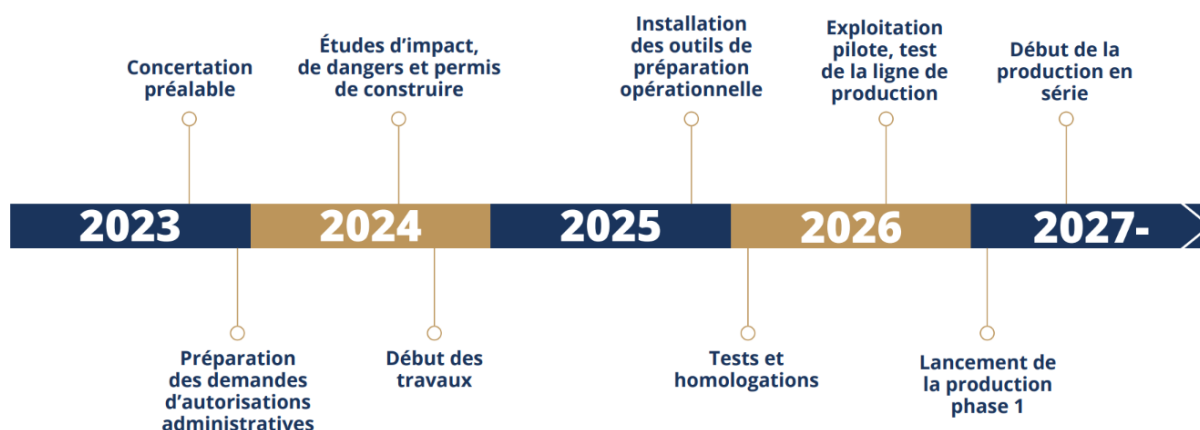 Concertation
préalable
Études d’impact,
de dangers et permis
de construire
Installation
des outils de
préparation
opérationnelle
Exploitation
pilote, test
de la ligne de
production
Début de la
production en
série
2023
2024
2025
2026
2027-
Préparation
des demandes
d’autorisations
administratives
Début des
travaux
Tests et
homologations
Lancement de
la production
phase 1